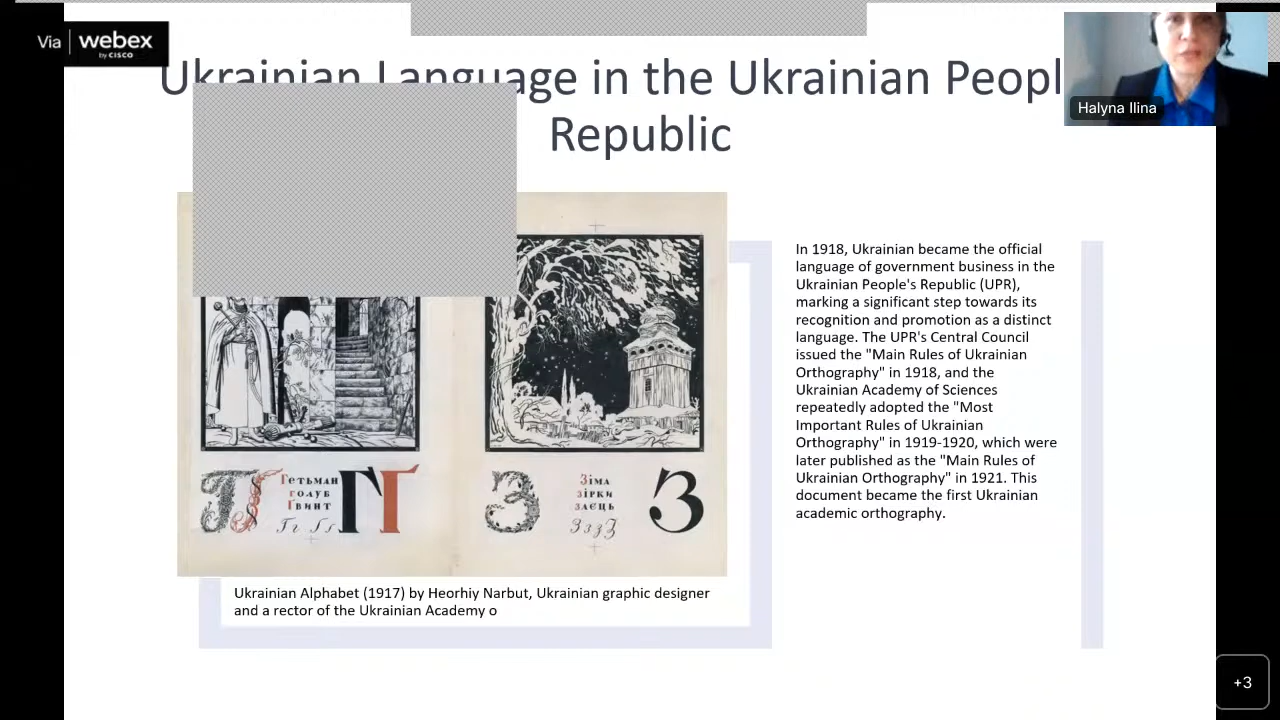 Via webex
by CISCO
Ukrainian Language in the Ukrainian Peopl
Republic
Halyna Ilina
In 1918, Ukrainian became the official
language of government business in the
Ukrainian People's Republic (UPR),
marking a significant step towards its
recognition and promotion as a distinct
language. The UPR's Central Council
issued the "Main Rules of Ukrainian
Orthography" in 1918, and the
Ukrainian Academy of Sciences
repeatedly adopted the "Most
Important Rules of Ukrainian
Orthography" in 1919-1920, which were
later published as the "Main Rules of
Ukrainian Orthography" in 1921. This
document became the first Ukrainian
academic orthography.
Гетьман
голуб
ґвинт
Гг Ґґ
ГҐ
Зіма
зірки
заєць
З
Ukrainian Alphabet (1917) by Heorhiy Narbut, Ukrainian graphic designer
and a rector of the Ukrainian Academy o
+3